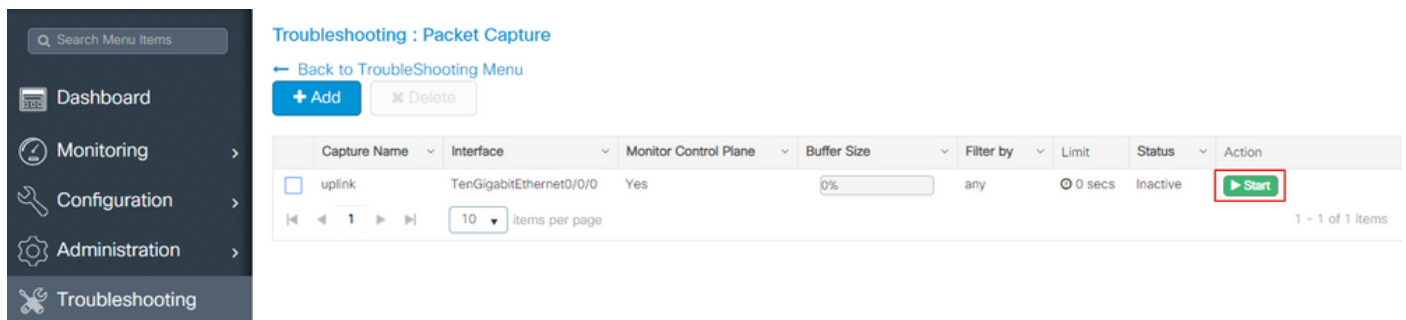 Search Menu Items
Dashboard
Monitoring
Configuration
Administration
Troubleshooting
Troubleshooting : Packet Capture
← Back to TroubleShooting Menu
+ Add
✖ Delete
Capture Name Interface Monitor Control Plane Buffer Size Filter by Limit Status Action
uplink TenGigabitEthernet0/0/0 Yes 0% any 0 secs Inactive Start
1 10 items per page 1 - 1 of 1 items